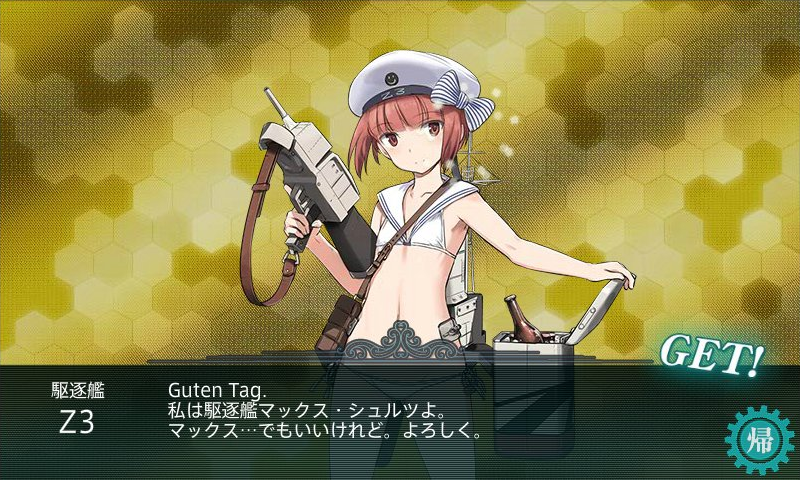 Z3
GET!
駆逐艦
Z3
Guten Tag.
私は駆逐艦マックス・シュルツよ。
マックス…でもいいけれど。よろしく。
帰